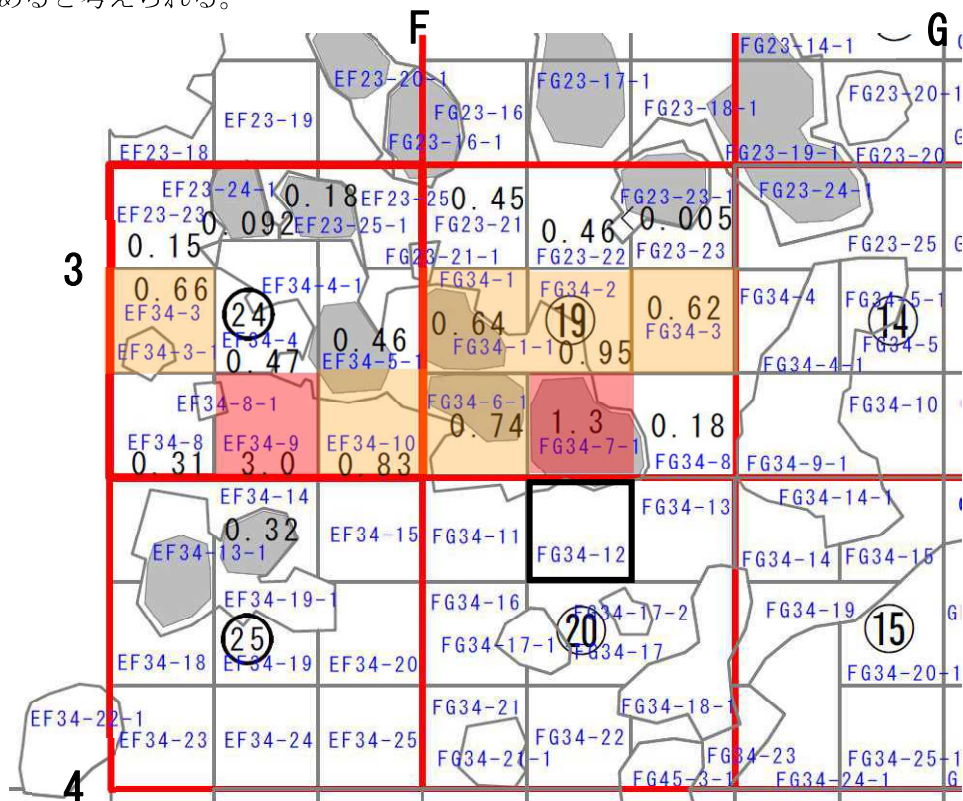 あると考えられる。
F
G
FG23-14-1
EF23-20-1
FG23-17-1
FG23-16
FG23-18-1
FG23-20-1
EF23-19
FG23-16-1
EF23-18
FG23-19-1
FG23-20
EF23-24-1
0.18
EF23-25
0.45
FG23-23-1
FG23-24-1
EF23-23
0.092
EF23-25-1
FG23-21
0.46
0.005
0.15
FG23-21-1
FG23-22
FG23-23
FG23-25
3
0.66
EF34-4-1
FG34-1
FG34-2
0.62
FG34-4
FG34-5-1
EF34-3
24
0.64
19
FG34-3
14
EF34-3-1
EF34-4
0.46
FG34-1-1
FG34-5
0.47
EF34-5-1
0.95
FG34-4-1
EF34-8-1
FG34-6-1
1.3
0.18
FG34-10
EF34-8
EF34-9
EF34-10
0.74
FG34-7-1
0.31
3.0
0.83
FG34-8
FG34-9-1
EF34-14
FG34-13
FG34-14-1
0.32
EF34-15
FG34-11
EF34-13-1
FG34-12
FG34-14
FG34-15
EF34-19-1
FG34-16
FG34-17-2
FG34-19
25
FG34-17-1
20
15
EF34-18
EF34-19
EF34-20
FG34-17
FG34-20-1
EF34-22-1
FG34-21
FG34-18-1
EF34-23
EF34-24
EF34-25
FG34-22
FG34-23
FG34-21-1
FG34-25-1
4
FG45-3-1
FG34-24-1